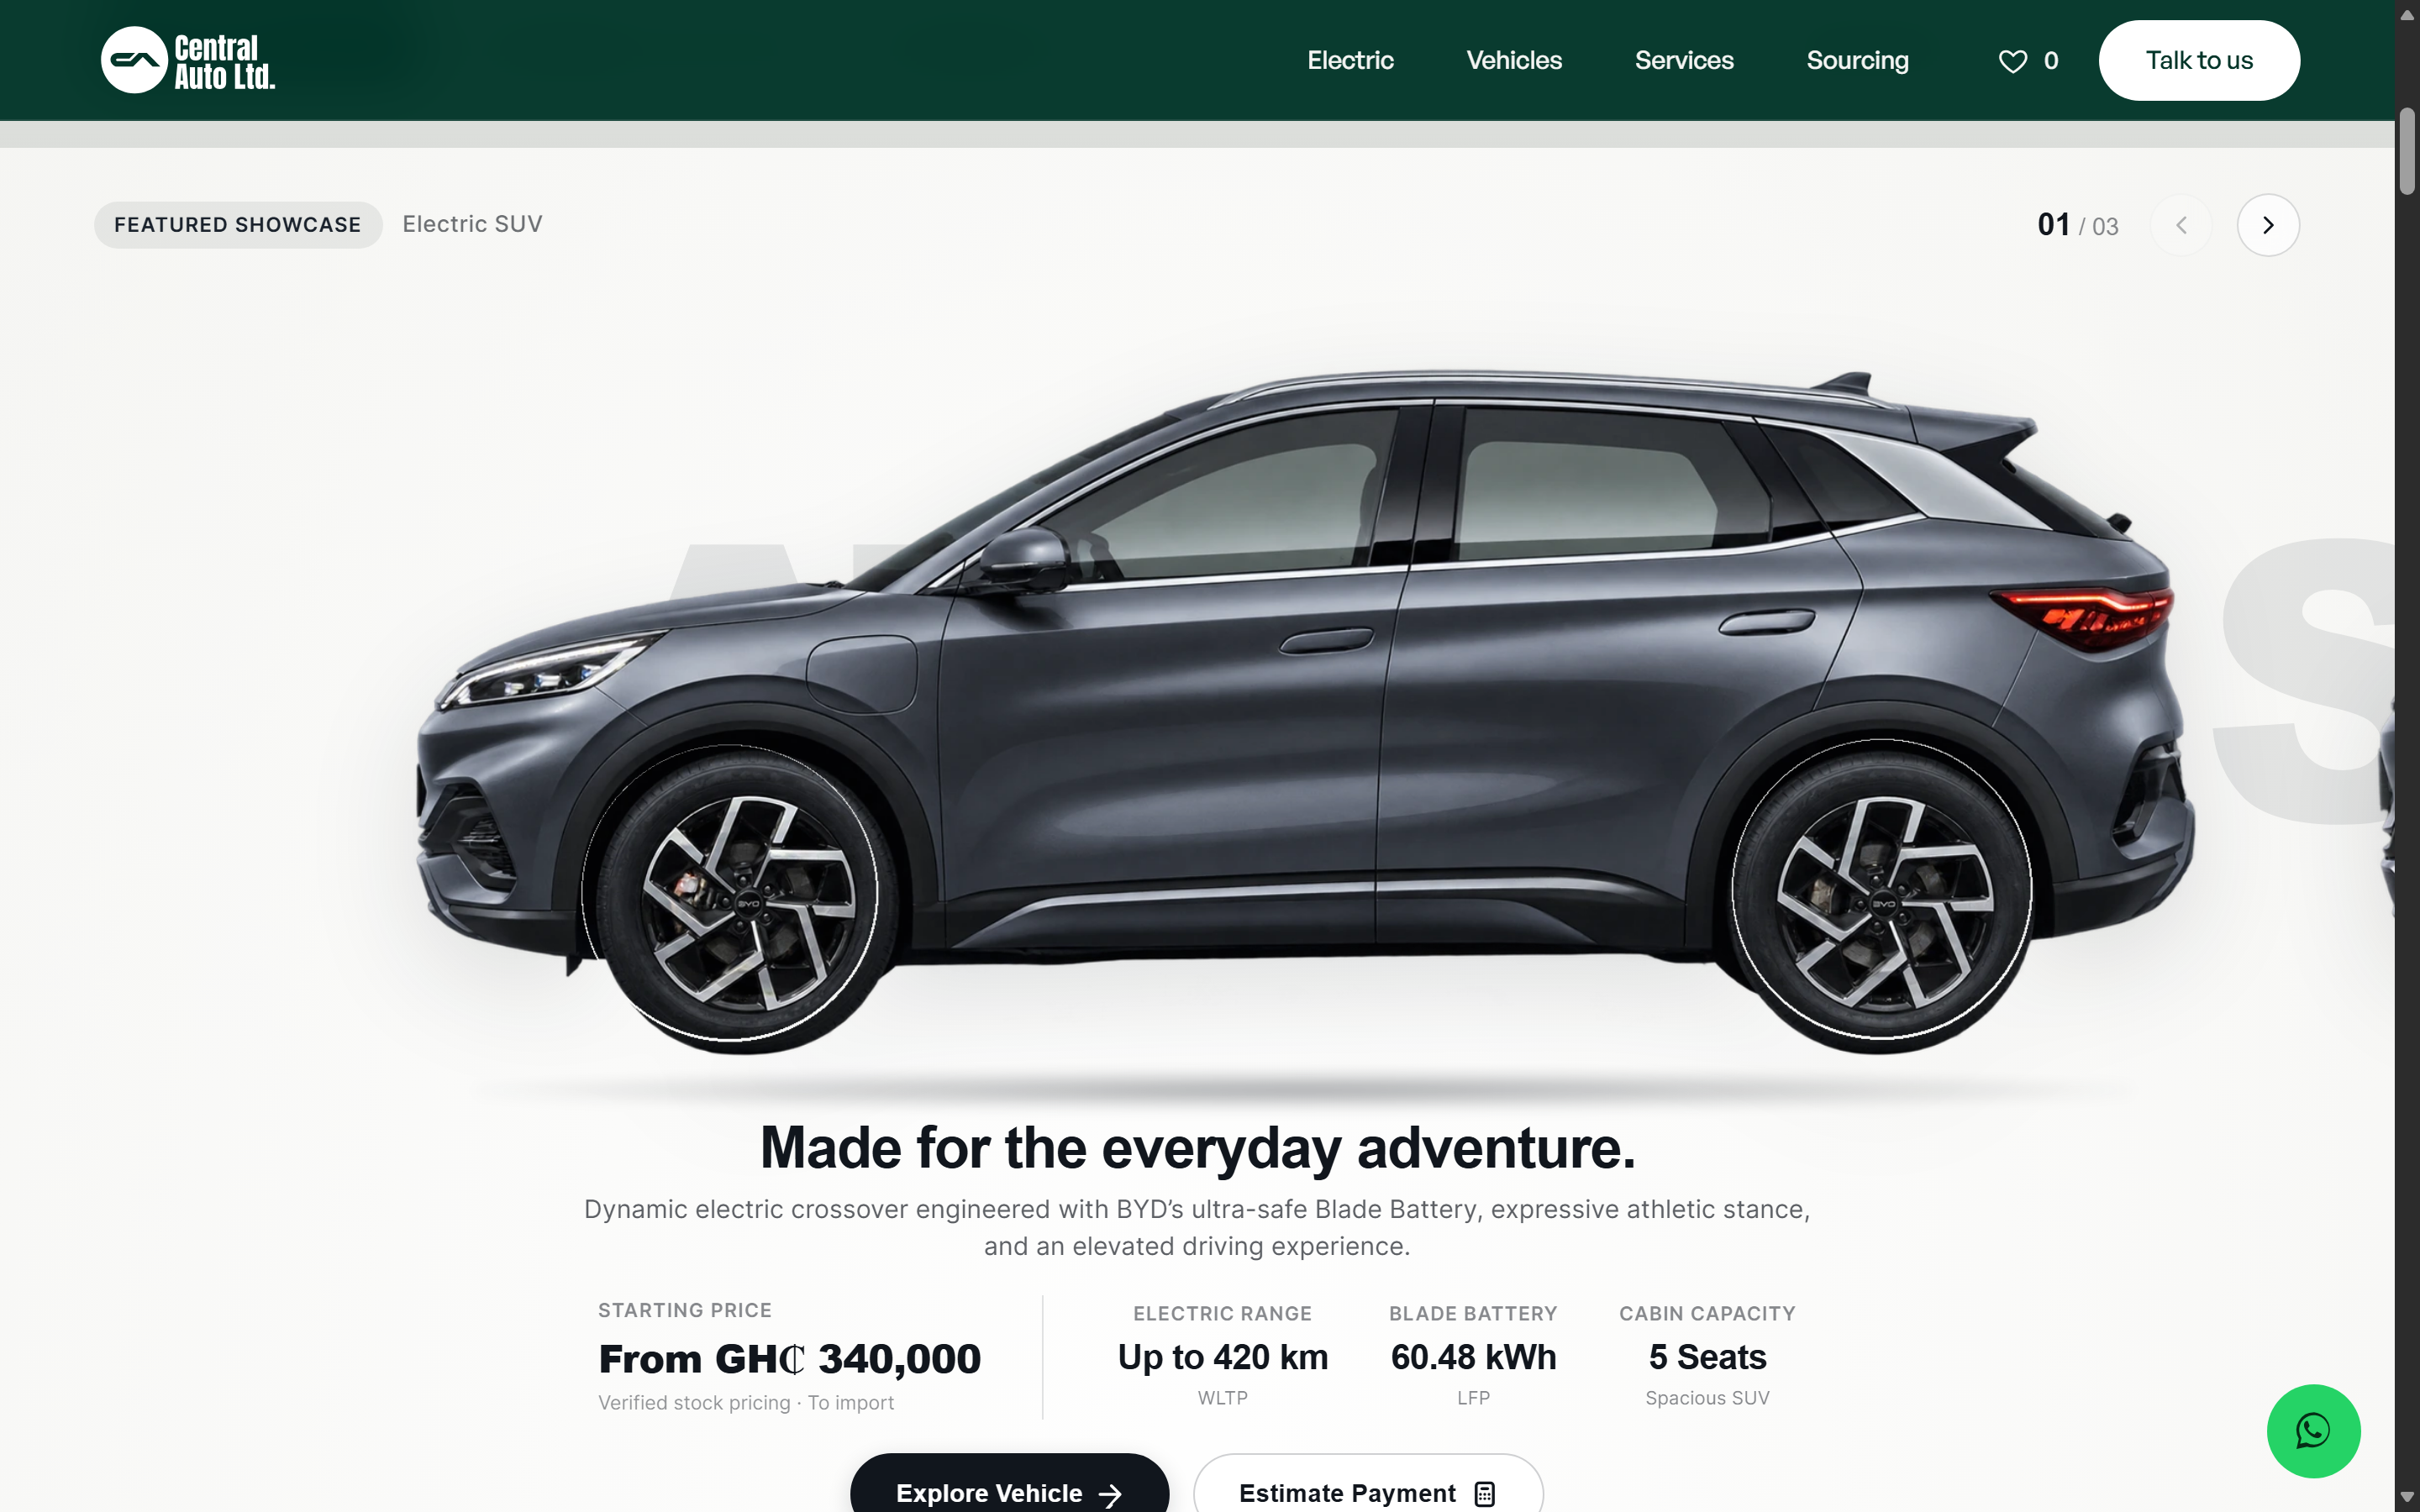 Central
Auto Ltd.
Electric
Vehicles
Services
Sourcing
0
Talk to us
FEATURED SHOWCASE
Electric SUV
01 / 03
S
BYD
BYD
Made for the everyday adventure.
Dynamic electric crossover engineered with BYD’s ultra-safe Blade Battery, expressive athletic stance,
and an elevated driving experience.
STARTING PRICE
From GH₵ 340,000
Verified stock pricing · To import
ELECTRIC RANGE
Up to 420 km
WLTP
BLADE BATTERY
60.48 kWh
LFP
CABIN CAPACITY
5 Seats
Spacious SUV
Explore Vehicle
Estimate Payment